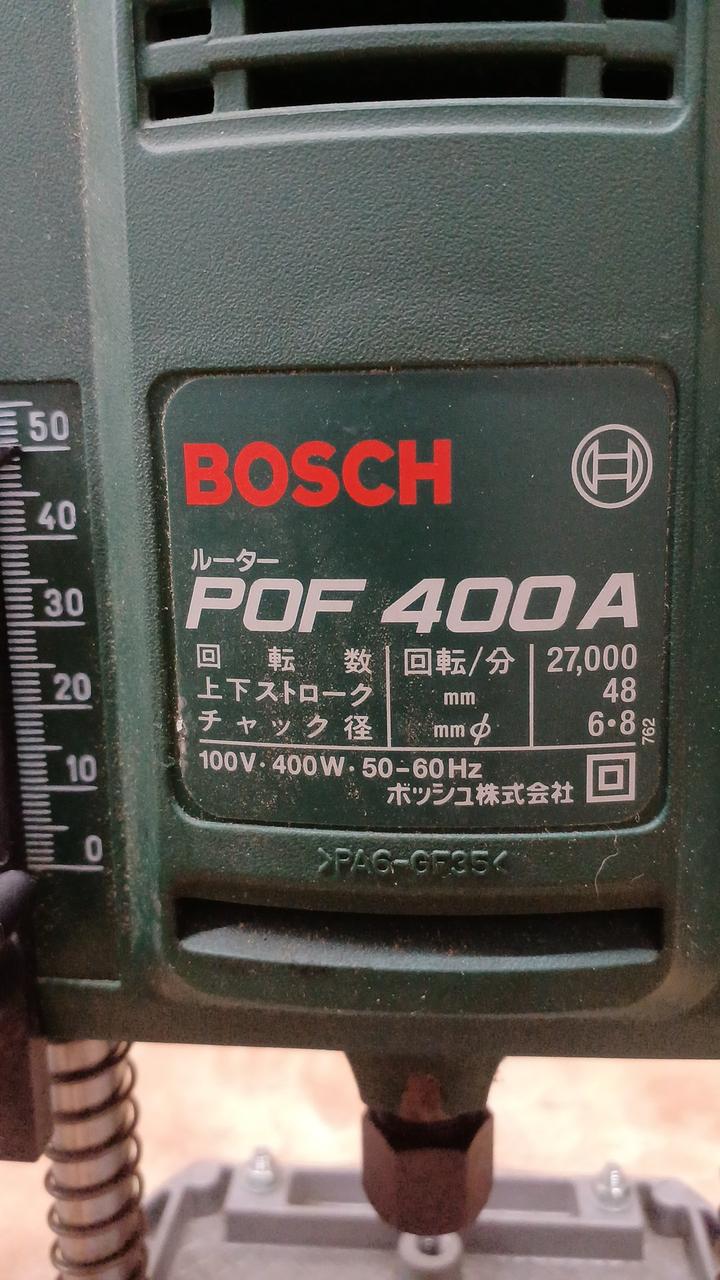 BOSCH
ルーター
POF 400 A
回転数 回転/分 27,000
上下ストローク mm 48
チャック径 mmφ 6・8
762
100V・400W・50-60Hz
ボッシュ株式会社
>PA6-GF35<
50
40
30
20
10
0